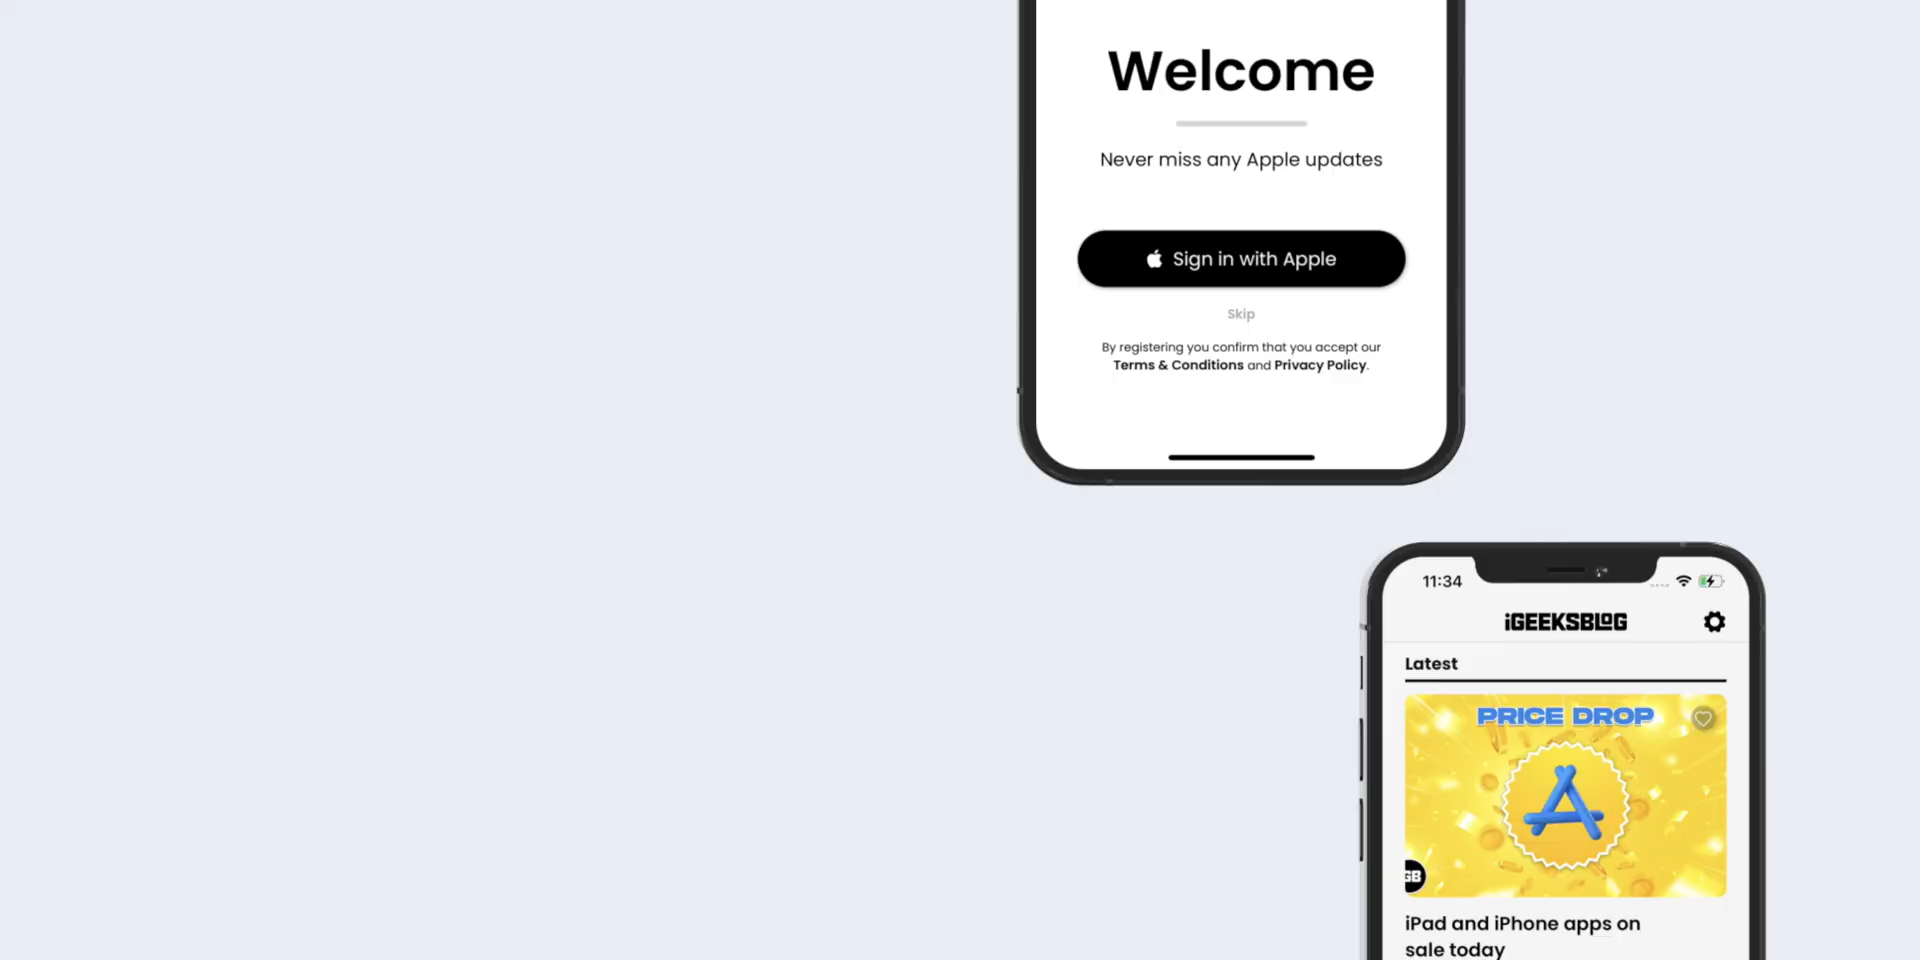 Welcome
Never miss any Apple updates
Sign in with Apple
Skip
By registering you confirm that you accept our
Terms & Conditions and Privacy Policy.
11:34
iGEEKSBLOG
Latest
PRICE DROP
GB
iPad and iPhone apps on
sale today